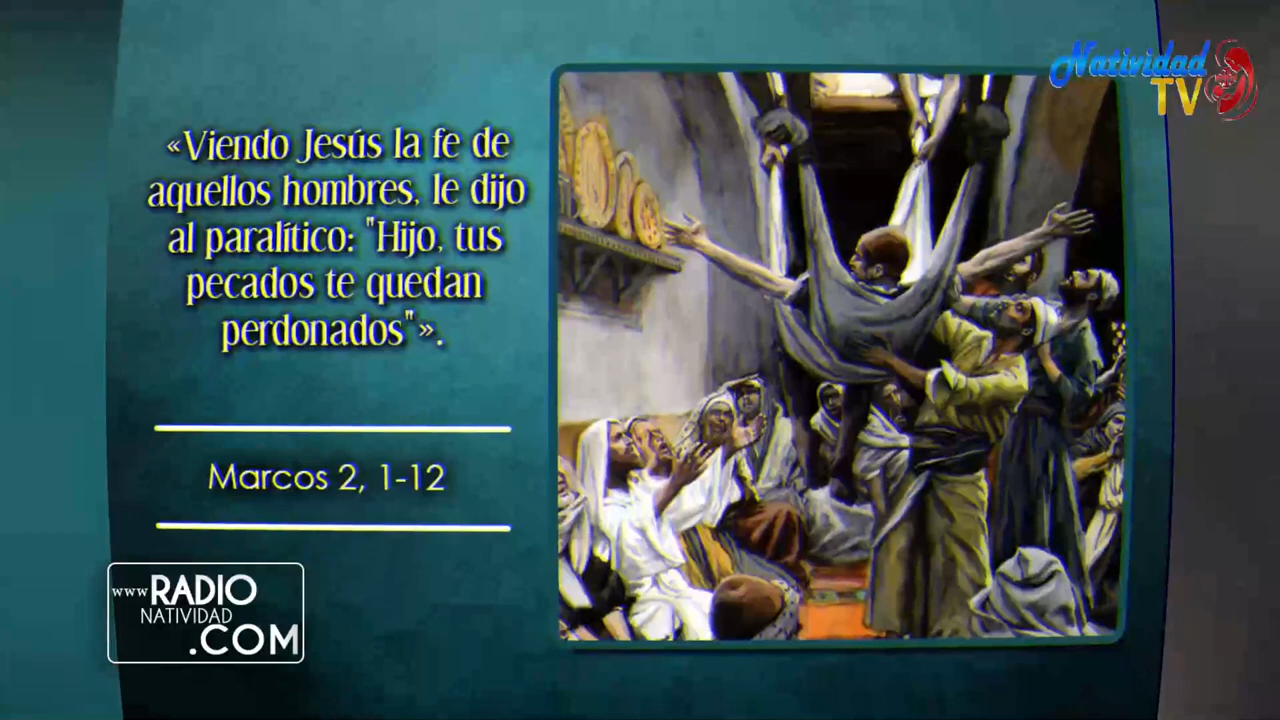 «Viendo Jesús la fe de
aquellos hombres, le dijo
al paralítico: "Hijo, tus
pecados te quedan
perdonados"».
Marcos 2, 1-12
www RADIO
NATIVIDAD
.COM
Natividad
TV